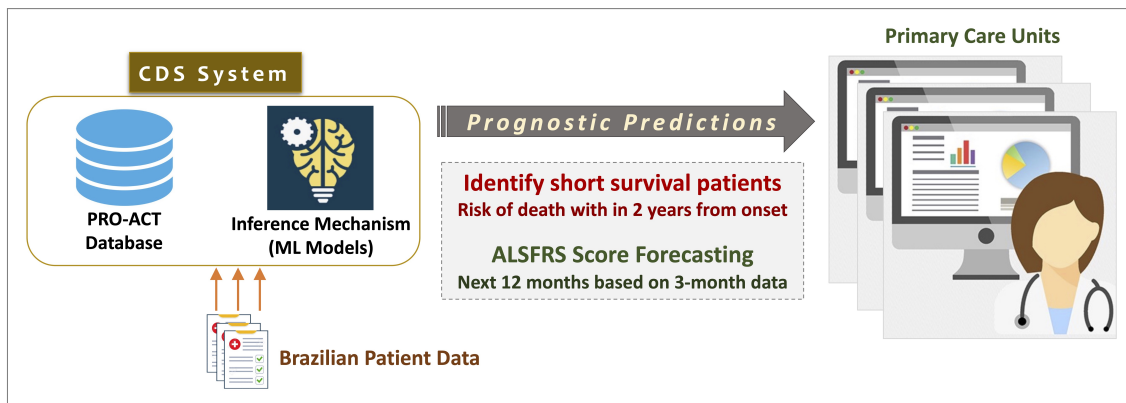 Primary Care Units
CDS System
Prognostic Predictions
PRO-ACT
Database
Inference Mechanism
(ML Models)
Identify short survival patients
Risk of death with in 2 years from onset
ALSFRS Score Forecasting
Next 12 months based on 3-month data
Brazilian Patient Data